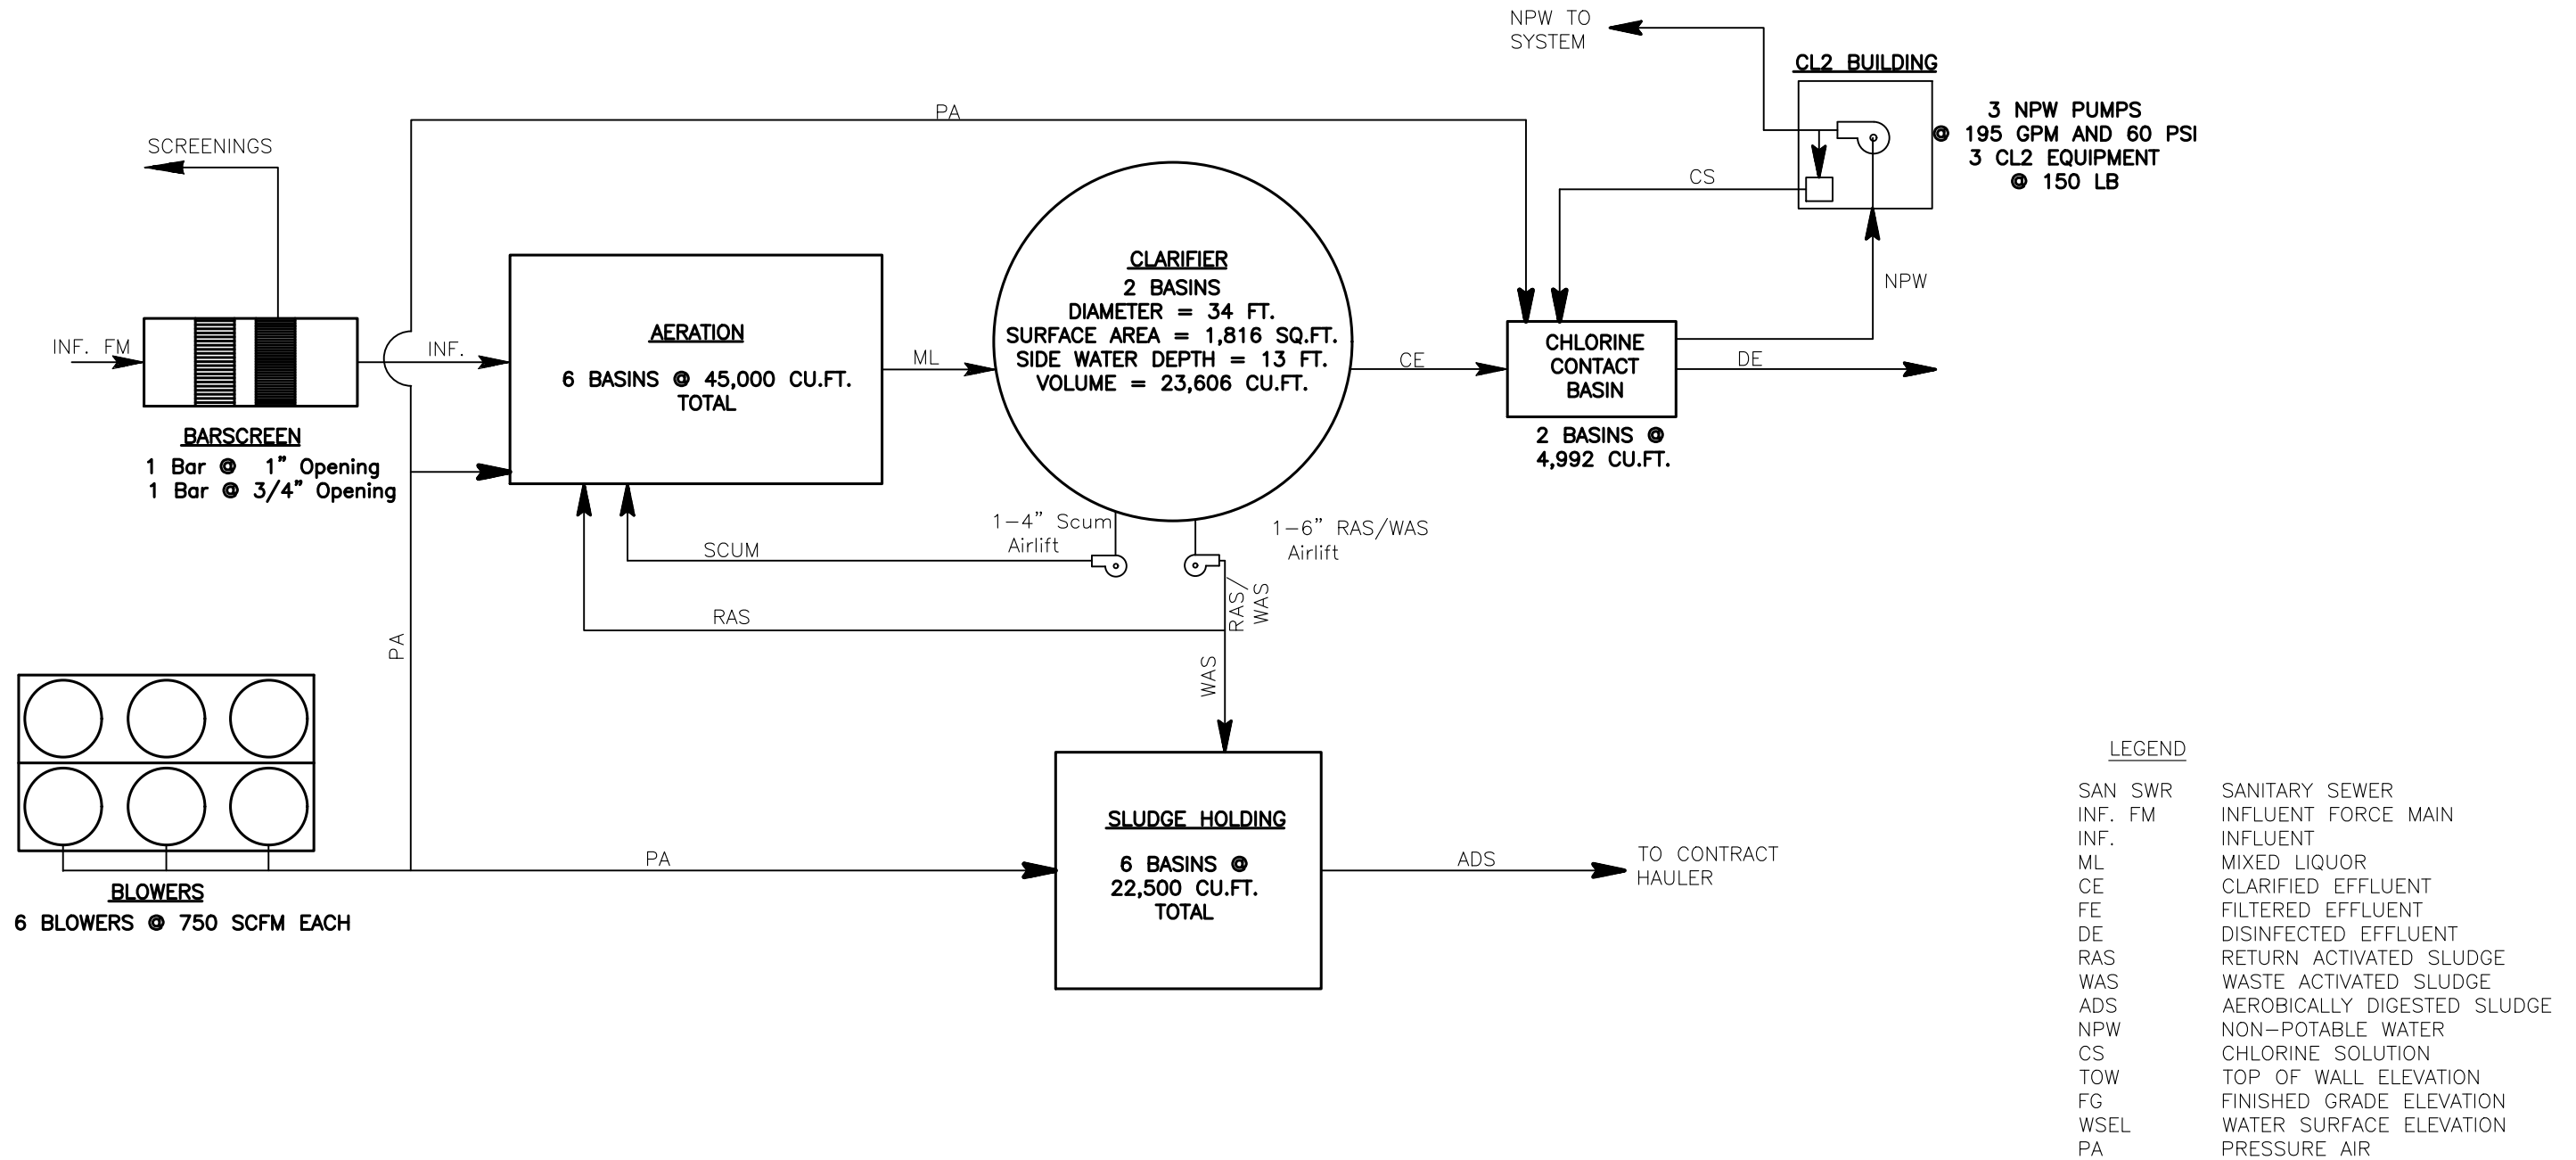 NPW TO
SYSTEM
CL2 BUILDING
3 NPW PUMPS
@ 195 GPM AND 60 PSI
3 CL2 EQUIPMENT
@ 150 LB
PA
SCREENINGS
CS
NPW
INF. FM
INF.
BARSCREEN
1 Bar @ 1" Opening
1 Bar @ 3/4" Opening
AERATION
6 BASINS @ 45,000 CU.FT.
TOTAL
ML
CLARIFIER
2 BASINS
DIAMETER = 34 FT.
SURFACE AREA = 1,816 SQ.FT.
SIDE WATER DEPTH = 13 FT.
VOLUME = 23,606 CU.FT.
CE
CHLORINE
CONTACT
BASIN
2 BASINS @
4,992 CU.FT.
DE
1-4" Scum
Airlift
1-6" RAS/WAS
Airlift
SCUM
RAS
RAS/
WAS
WAS
PA
BLOWERS
6 BLOWERS @ 750 SCFM EACH
PA
SLUDGE HOLDING
6 BASINS @
22,500 CU.FT.
TOTAL
ADS
TO CONTRACT
HAULER
LEGEND
SAN SWR SANITARY SEWER
INF. FM INFLUENT FORCE MAIN
INF. INFLUENT
ML MIXED LIQUOR
CE CLARIFIED EFFLUENT
FE FILTERED EFFLUENT
DE DISINFECTED EFFLUENT
RAS RETURN ACTIVATED SLUDGE
WAS WASTE ACTIVATED SLUDGE
ADS AEROBICALLY DIGESTED SLUDGE
NPW NON-POTABLE WATER
CS CHLORINE SOLUTION
TOW TOP OF WALL ELEVATION
FG FINISHED GRADE ELEVATION
WSEL WATER SURFACE ELEVATION
PA PRESSURE AIR